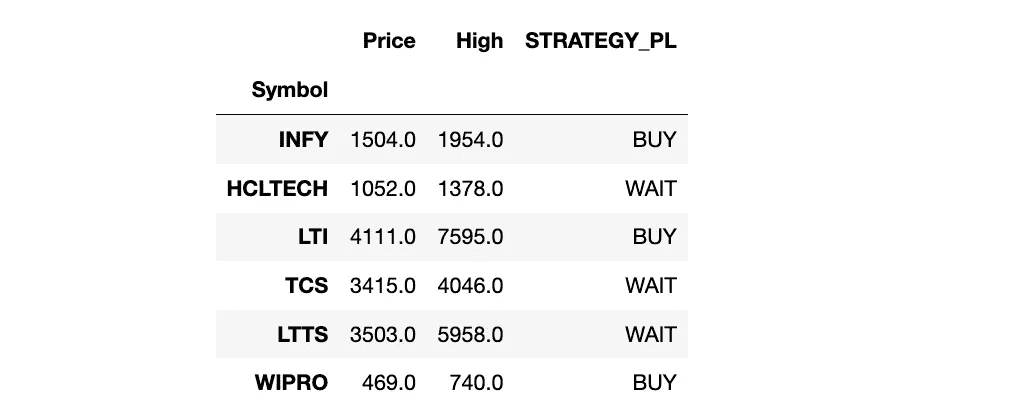 Price High STRATEGY_PL
Symbol
INFY 1504.0 1954.0 BUY
HCLTECH 1052.0 1378.0 WAIT
LTI 4111.0 7595.0 BUY
TCS 3415.0 4046.0 WAIT
LTTS 3503.0 5958.0 WAIT
WIPRO 469.0 740.0 BUY